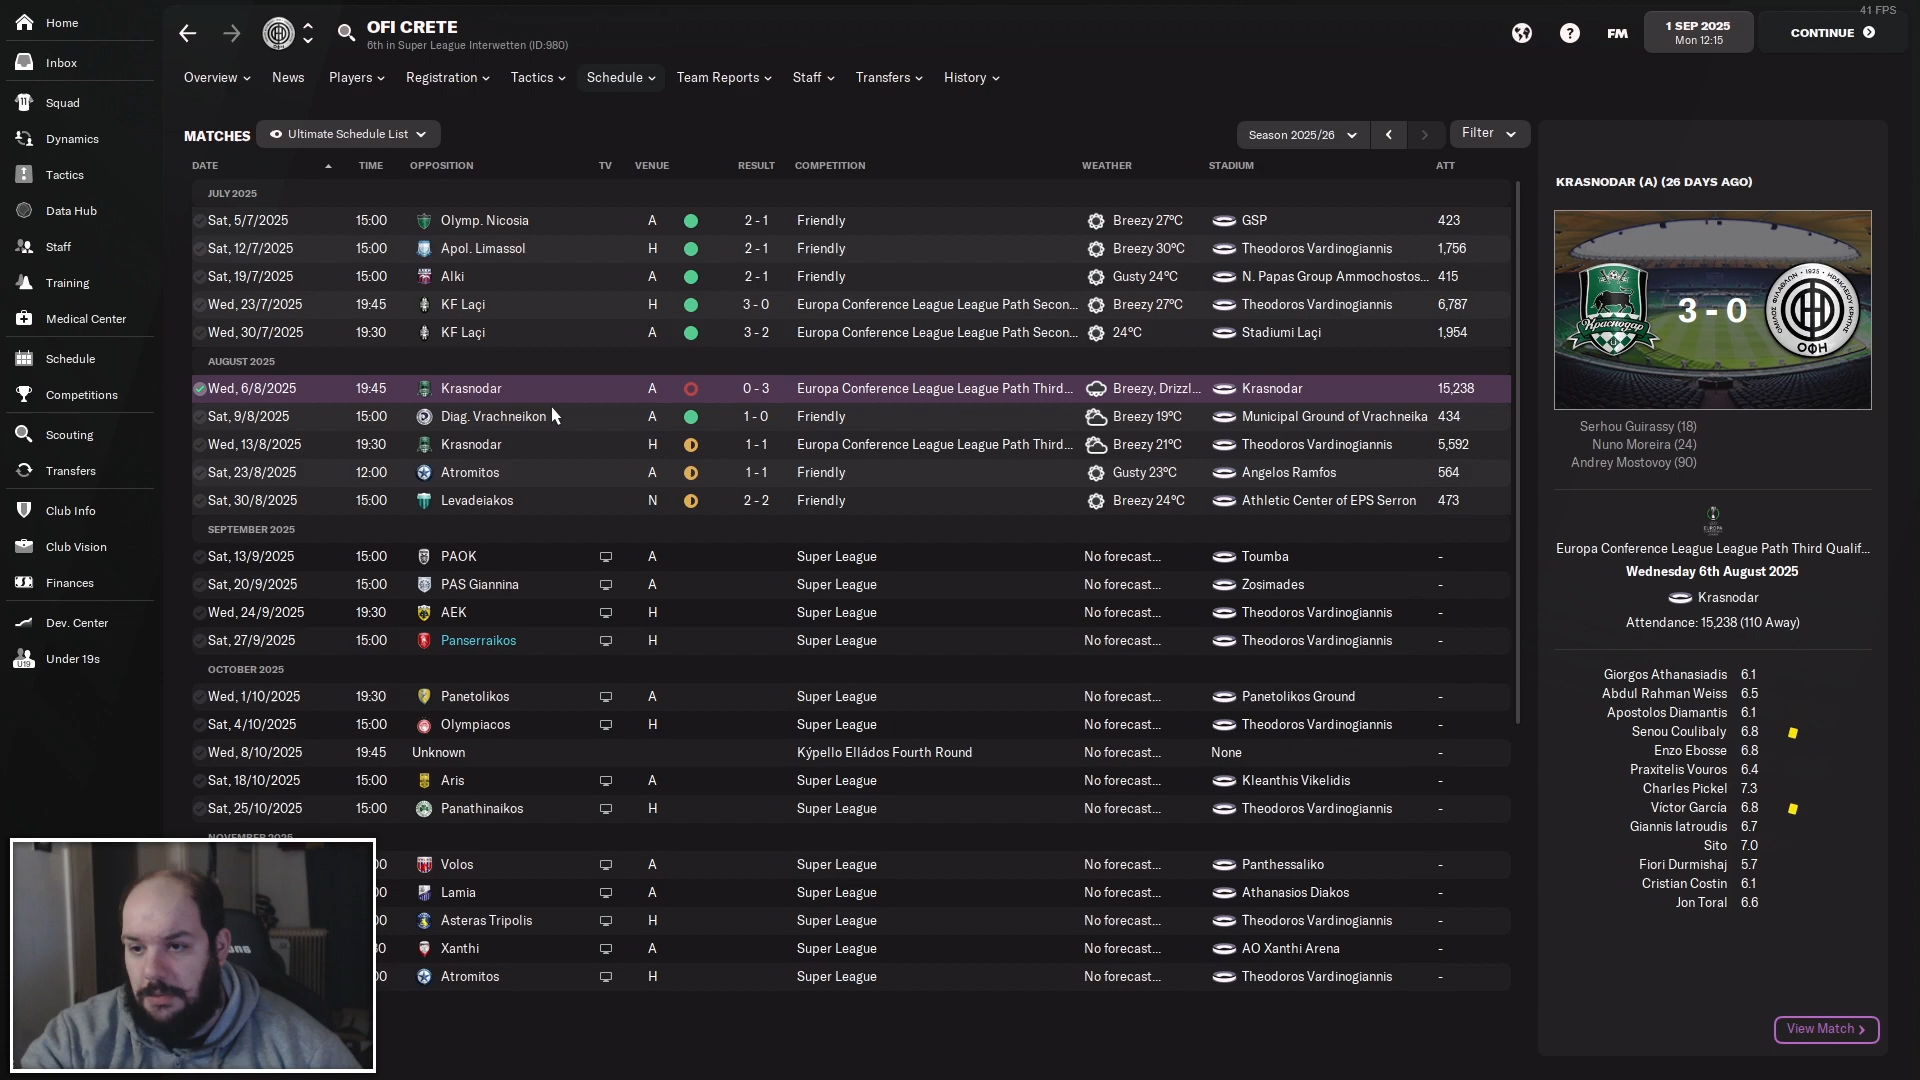 41 FPS
Home
Inbox
Squad
Dynamics
Tactics
Data Hub
Staff
Training
Medical Center
Schedule
Competitions
Scouting
Transfers
Club Info
Club Vision
Finances
Dev. Center
Under 19s
OFI CRETE
6th in Super League Interwetten (ID:980)
FM
1 SEP 2025
Mon 12:15
CONTINUE
Overview News Players Registration Tactics Schedule Team Reports Staff Transfers History
MATCHES Ultimate Schedule List Season 2025/26 Filter
DATE TIME OPPOSITION TV VENUE RESULT COMPETITION WEATHER STADIUM ATT
JULY 2025
Sat, 5/7/2025 15:00 Olymp. Nicosia A 2 - 1 Friendly Breezy 27ºC GSP 423
Sat, 12/7/2025 15:00 Apol. Limassol H 2 - 1 Friendly Breezy 30ºC Theodoros Vardinogiannis 1,756
Sat, 19/7/2025 15:00 Alki A 2 - 1 Friendly Gusty 24ºC N. Papas Group Ammochostos... 415
Wed, 23/7/2025 19:45 KF Laçi H 3 - 0 Europa Conference League League Path Secon... Breezy 27ºC Theodoros Vardinogiannis 6,787
Wed, 30/7/2025 19:30 KF Laçi A 3 - 2 Europa Conference League League Path Secon... 24ºC Stadiumi Laçi 1,954
AUGUST 2025
Wed, 6/8/2025 19:45 Krasnodar A 0 - 3 Europa Conference League League Path Third... Breezy, Drizzl... Krasnodar 15,238
Sat, 9/8/2025 15:00 Diag. Vrachneikon A 1 - 0 Friendly Breezy 19ºC Municipal Ground of Vrachneika 434
Wed, 13/8/2025 19:30 Krasnodar H 1 - 1 Europa Conference League League Path Third... Breezy 21ºC Theodoros Vardinogiannis 5,592
Sat, 23/8/2025 12:00 Atromitos A 1 - 1 Friendly Gusty 23ºC Angelos Ramfos 564
Sat, 30/8/2025 15:00 Levadeiakos N 2 - 2 Friendly Breezy 24ºC Athletic Center of EPS Serron 473
SEPTEMBER 2025
Sat, 13/9/2025 15:00 PAOK A Super League No forecast... Toumba -
Sat, 20/9/2025 15:00 PAS Giannina A Super League No forecast... Zosimades -
Wed, 24/9/2025 19:30 AEK H Super League No forecast... Theodoros Vardinogiannis -
Sat, 27/9/2025 15:00 Panserraikos H Super League No forecast... Theodoros Vardinogiannis -
OCTOBER 2025
Wed, 1/10/2025 19:30 Panetolikos A Super League No forecast... Panetolikos Ground -
Sat, 4/10/2025 15:00 Olympiacos H Super League No forecast... Theodoros Vardinogiannis -
Wed, 8/10/2025 19:45 Unknown Kýpello Elládos Fourth Round No forecast... None -
Sat, 18/10/2025 15:00 Aris A Super League No forecast... Kleanthis Vikelidis -
Sat, 25/10/2025 15:00 Panathinaikos H Super League No forecast... Theodoros Vardinogiannis -
NOVEMBER 2025
00 Volos A Super League No forecast... Panthessaliko -
00 Lamia A Super League No forecast... Athanasios Diakos -
00 Asteras Tripolis H Super League No forecast... Theodoros Vardinogiannis -
30 Xanthi A Super League No forecast... AO Xanthi Arena -
00 Atromitos H Super League No forecast... Theodoros Vardinogiannis -
KRASNODAR (A) (26 DAYS AGO)
Краснодар
3 - 0
ΟΦΗ
Serhou Guirassy (18)
Nuno Moreira (24)
Andrey Mostovoy (90)
Europa Conference League League Path Third Qualif...
Wednesday 6th August 2025
Krasnodar
Attendance: 15,238 (110 Away)
Giorgos Athanasiadis 6.1
Abdul Rahman Weiss 6.5
Apostolos Diamantis 6.1
Senou Coulibaly 6.8
Enzo Ebosse 6.8
Praxitelis Vouros 6.4
Charles Pickel 7.3
Víctor García 6.8
Giannis Iatroudis 6.7
Sito 7.0
Fiori Durmishaj 5.7
Cristian Costin 6.1
Jon Toral 6.6
View Match